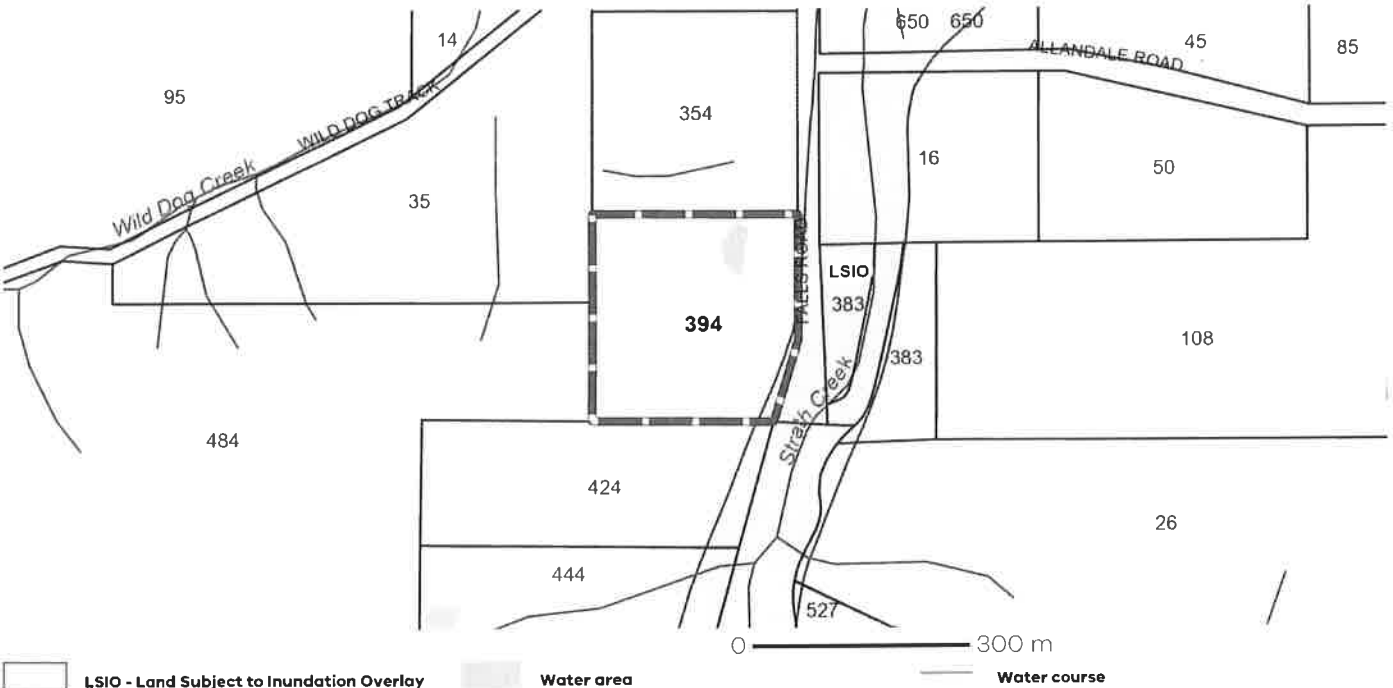 650 650
14
45
85
ALLANDALE ROAD
95
WILD DOG TRACK
354
16
50
Wild Dog Creek
35
FALLS ROAD
LSIO
383
394
108
383
Strath Creek
484
424
26
444
527
0 300 m
LSIO - Land Subject to Inundation Overlay Water area Water course